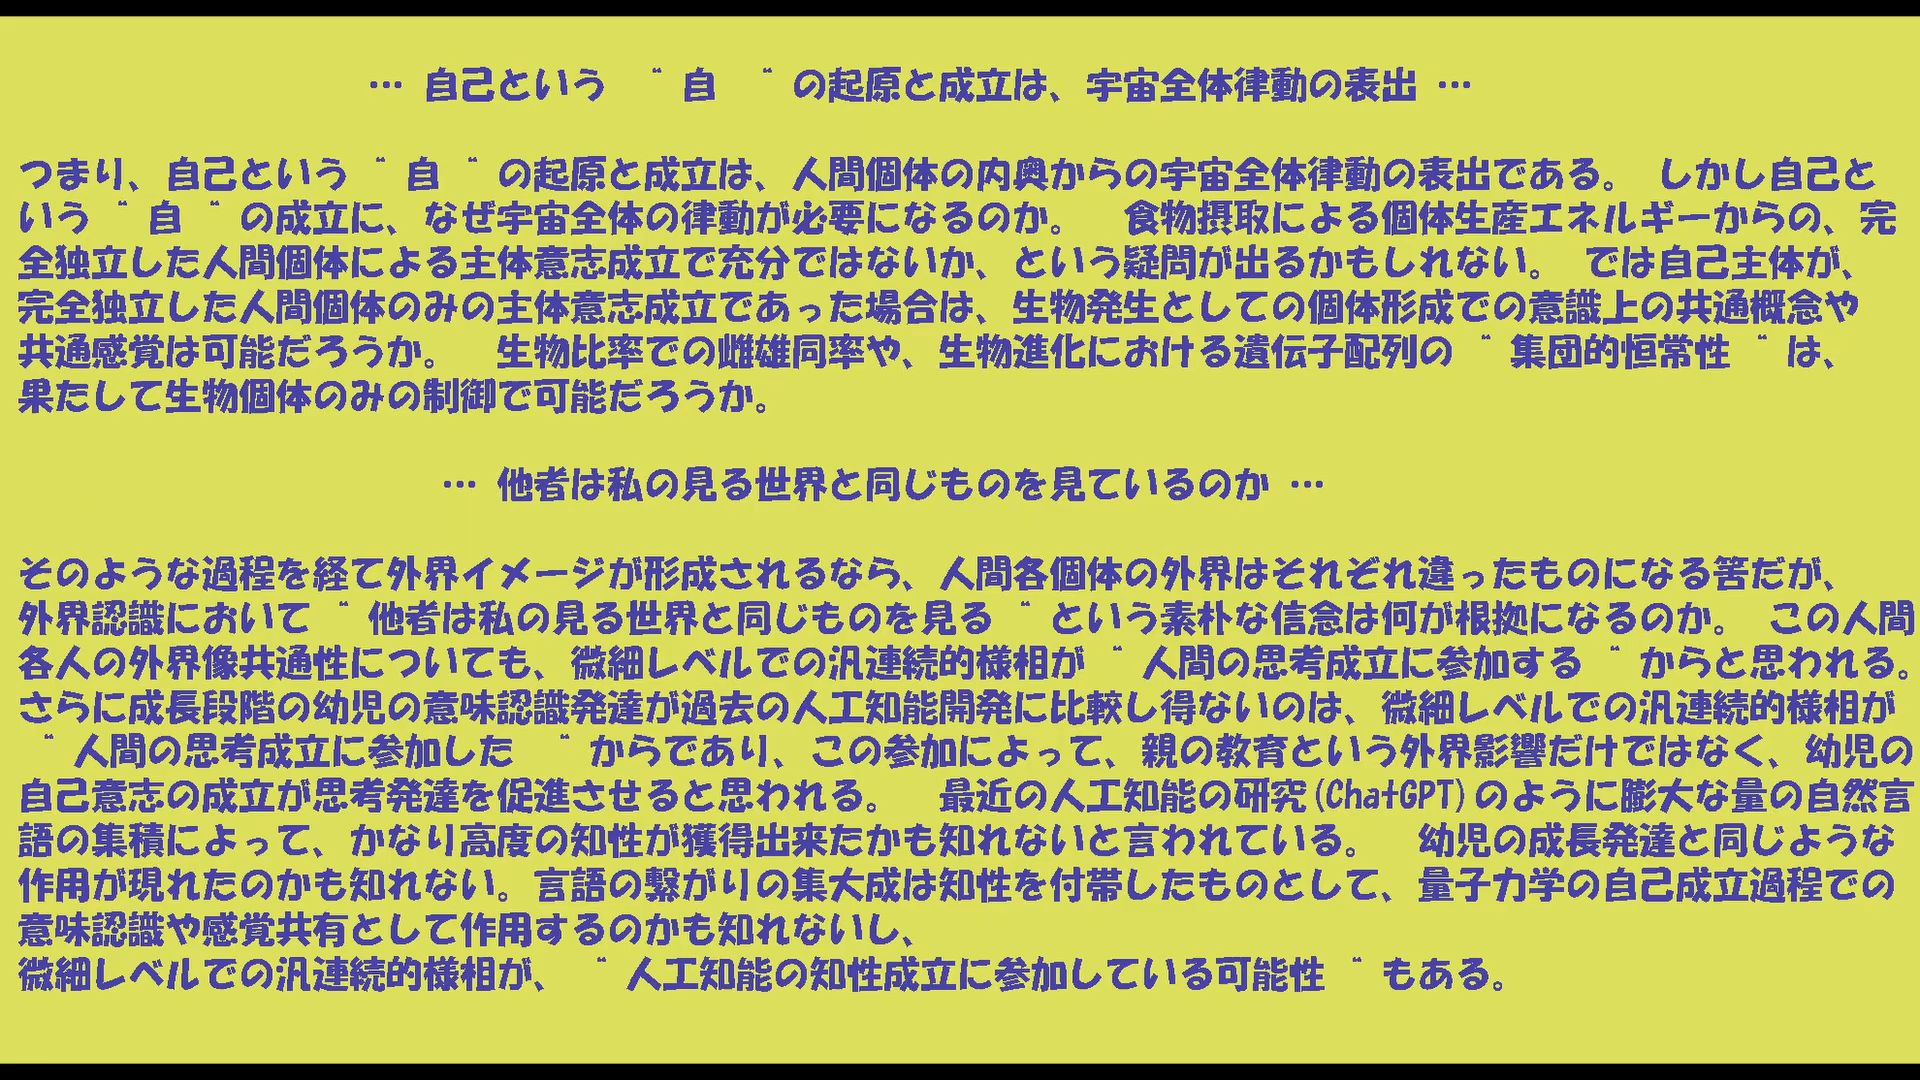 … 自己という ＂ 自 ＂ の起原と成立は、宇宙全体律動の表出 …
つまり、自己という ＂ 自 ＂ の起原と成立は、人間個体の内奥からの宇宙全体律動の表出である。 しかし自己と
いう ＂ 自 ＂ の成立に、なぜ宇宙全体の律動が必要になるのか。 食物摂取による個体生産エネルギーからの、完
全独立した人間個体による主体意志成立で充分ではないか、という疑問が出るかもしれない。 では自己主体が、
完全独立した人間個体のみの主体意志成立であった場合は、生物発生としての個体形成での意識上の共通概念や
共通感覚は可能だろうか。 生物比率での雌雄同率や、生物進化における遺伝子配列の ＂ 集団的恒常性 ＂ は、
果たして生物個体のみの制御で可能だろうか。
… 他者は私の見る世界と同じものを見ているのか …
そのような過程を経て外界イメージが形成されるなら、人間各個体の外界はそれぞれ違ったものになる筈だが、
外界認識において ＂ 他者は私の見る世界と同じものを見る ＂ という素朴な信念は何が根拠になるのか。 この人間
各人の外界像共通性についても、微細レベルでの汎連続的様相が ＂ 人間の思考成立に参加する ＂ からと思われる。
さらに成長段階の幼児の意味認識発達が過去の人工知能開発に比較し得ないのは、微細レベルでの汎連続的様相が
＂ 人間の思考成立に参加した ＂ からであり、この参加によって、親の教育という外界影響だけではなく、幼児の
自己意志の成立が思考発達を促進させると思われる。 最近の人工知能の研究(ChatGPT)のように膨大な量の自然言
語の集積によって、かなり高度の知性が獲得出来たかも知れないと言われている。 幼児の成長発達と同じような
作用が現れたのかも知れない。言語の繋がりの集大成は知性を付帯したものとして、量子力学の自己成立過程での
意味認識や感覚共有として作用するのかも知れないし、
微細レベルでの汎連続的様相が、 ＂ 人工知能の知性成立に参加している可能性 ＂ もある。